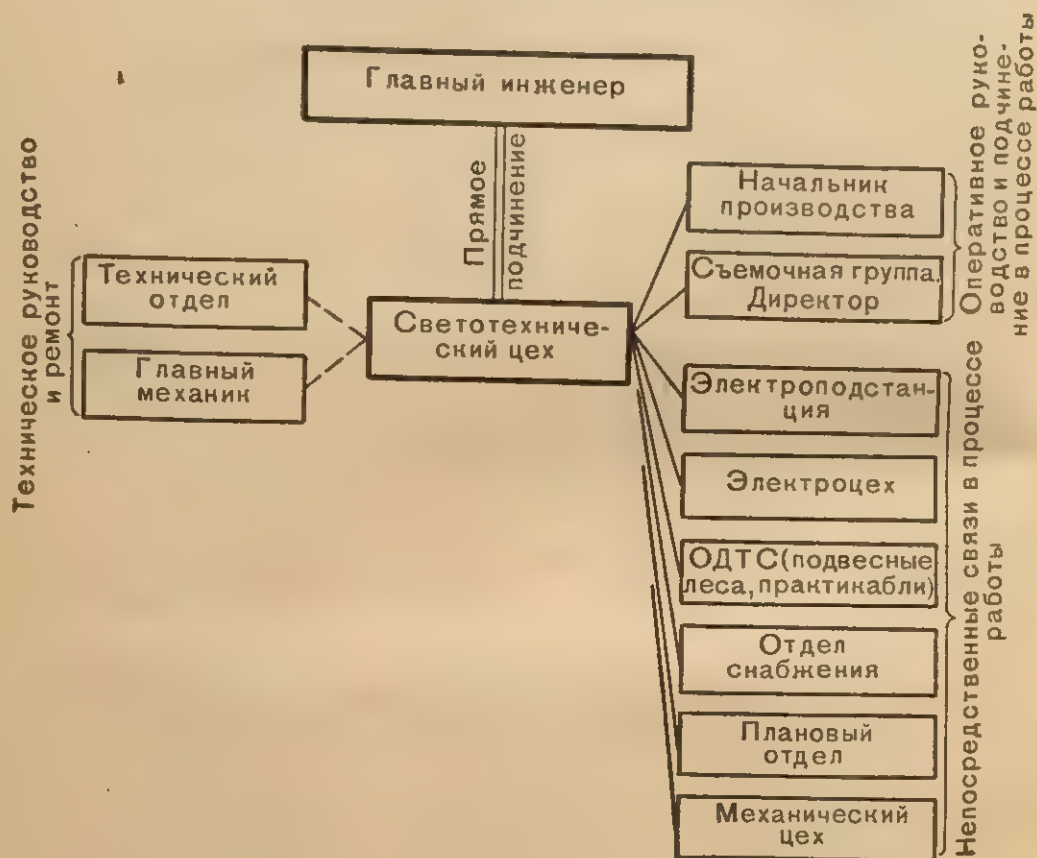 Главный инженер
Прямое
подчинение
Техническое руководство
и ремонт
Технический
отдел
Главный
механик
Светотехниче-
ский цех
Начальник
производства
Съемочная группа.
Директор
Оперативное руко-
водство и подчине-
ние в процессе работы
Электроподстан-
ция
Электроцех
ОДТС(подвесные
леса, практикабли)
Отдел
снабжения
Плановый
отдел
Механический
цех
Непосредственные связи в процессе
работы